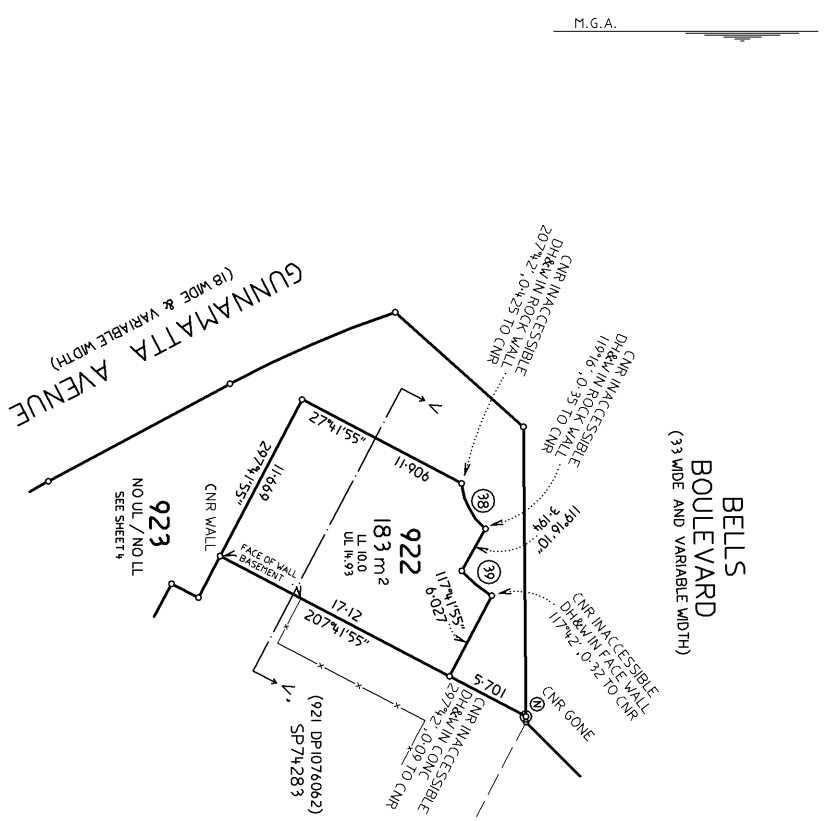 M.G.A.
GUNNAMATTA AVENUE
(18 WIDE & VARIABLE WIDTH)
CNR INACCESSIBLE
DH&W IN ROCK WALL
207°42', 0·425 TO CNR
CNR INACCESSIBLE
DH&W IN ROCK WALL
119°16', 0·35 TO CNR
BELLS
BOULEVARD
(33 WIDE AND VARIABLE WIDTH)
V
27°41'55"
11·906
297°41'55"
11·669
38
119°16'10"
3·194
39
117°41'55"
6·027
922
183 m²
LL 10.0
UL 14.93
923
NO UL / NO LL
SEE SHEET 4
CNR WALL
FACE OF WALL
BASEMENT
17·12
207°41'55"
CNR INACCESSIBLE
DH&W IN FACE WALL
117°42', 0·32 TO CNR
5·701
N
CNR GONE
V'
CNR INACCESSIBLE
DH&W IN CONC
297°42', 0·09 TO CNR
(921 DP1076062)
SP74283